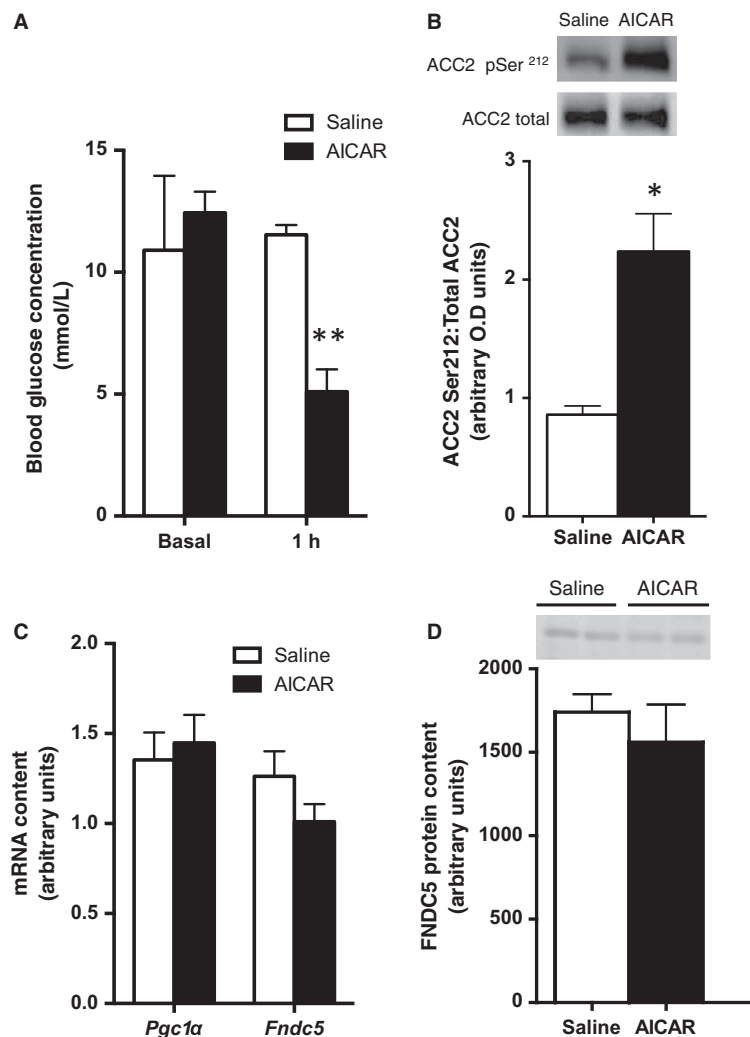 A
Saline
AICAR
Blood glucose concentration
(mmol/L)
15
10
5
0
**
Basal 1 h
B
Saline AICAR
ACC2 pSer 212
ACC2 total
ACC2 Ser212:Total ACC2
(arbitrary O.D units)
3
2
1
0
*
Saline AICAR
C
Saline
AICAR
mRNA content
(arbitrary units)
2.0
1.5
1.0
0.5
0.0
Pgc1α Fndc5
D
Saline AICAR
FNDC5 protein content
(arbitrary units)
2000
1500
1000
500
0
Saline AICAR